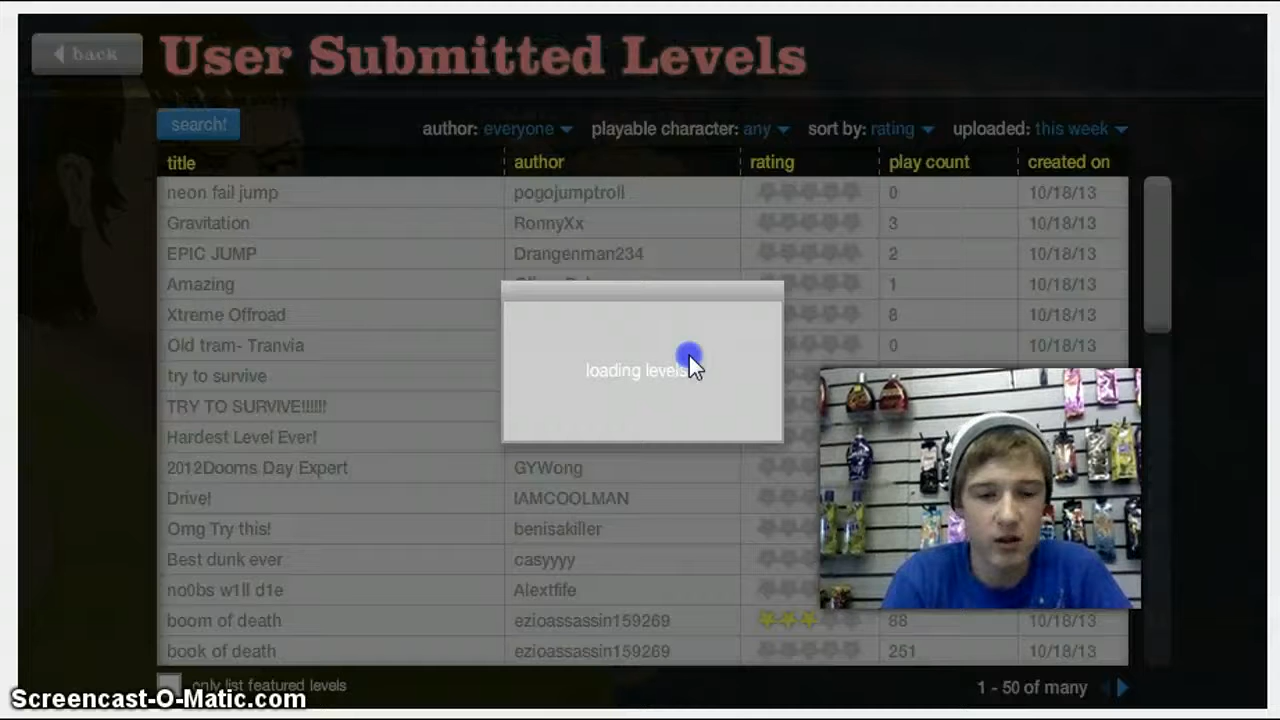 back
User Submitted Levels
search!
author: everyone playable character: any sort by: rating uploaded: this week
title author rating play count created on
neon fail jump pogojumptroll 0 10/18/13
Gravitation RonnyXx 3 10/18/13
EPIC JUMP Drangenman234 2 10/18/13
Amazing 1 10/18/13
Xtreme Offroad 8 10/18/13
Old tram- Tranvia 0 10/18/13
loading levels
try to survive
TRY TO SURVIVE!!!!!!
Hardest Level Ever!
2012Dooms Day Expert GYWong
Drive! IAMCOOLMAN
Omg Try this! benisakiller
Best dunk ever casyyyy
no0bs w1ll d1e Alextfife
boom of death ezioassassin159269 88 10/18/13
book of death ezioassassin159269 251 10/18/13
only list featured levels 1 - 50 of many
Screencast-O-Matic.com